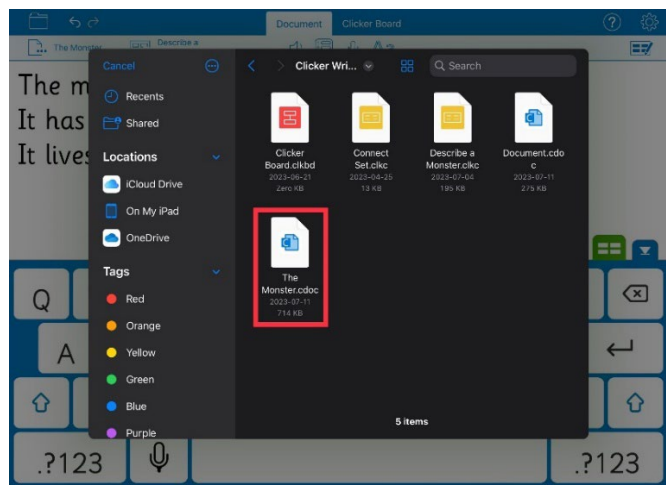 Document
Clicker Board
?
The Monster
Describe a
The m
It has
It lives
Cancel
Recents
Shared
Locations
iCloud Drive
On My iPad
OneDrive
Tags
Red
Orange
Yellow
Green
Blue
Purple
Clicker Wri...
Search
Clicker
Board.clkbd
2023-06-21
Zero KB
Connect
Set.clkc
2023-04-25
13 KB
Describe a
Monster.clkc
2023-07-04
195 KB
Document.cdo
c
2023-07-11
275 KB
The
Monster.cdoc
2023-07-11
714 KB
5 items
Q
A
.?123
.?123